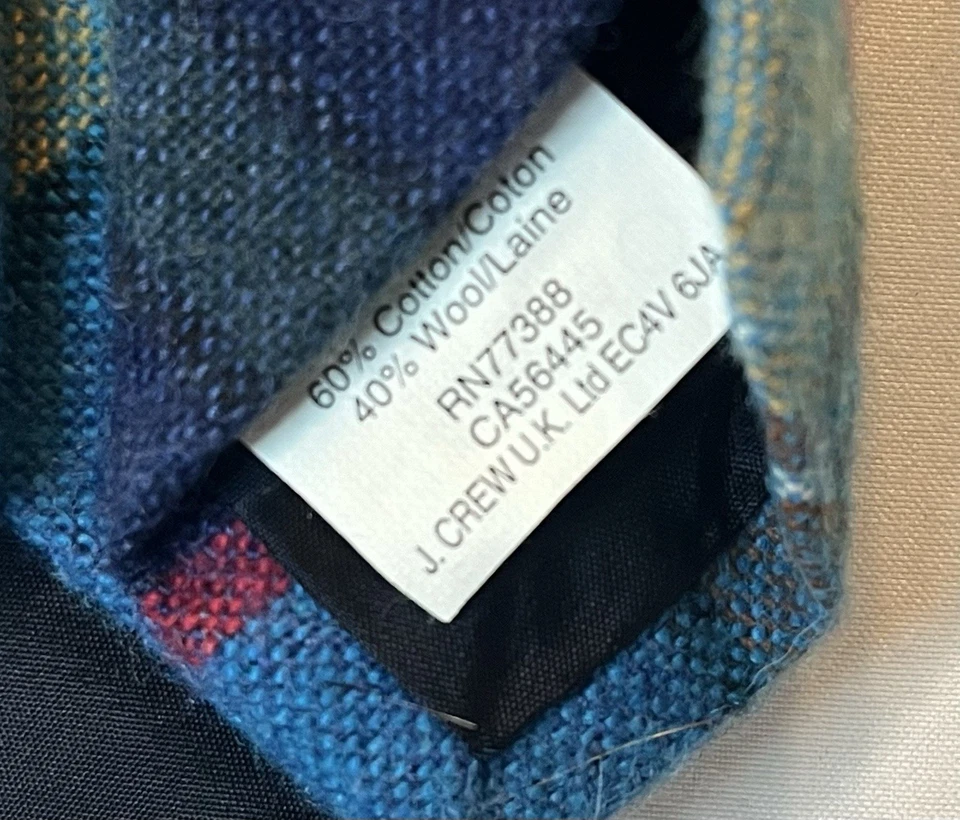 60% Cotton/Coton
40% Wool/Laine
RN77388
CA56445
J. CREW U.K. Ltd EC4V 6JA